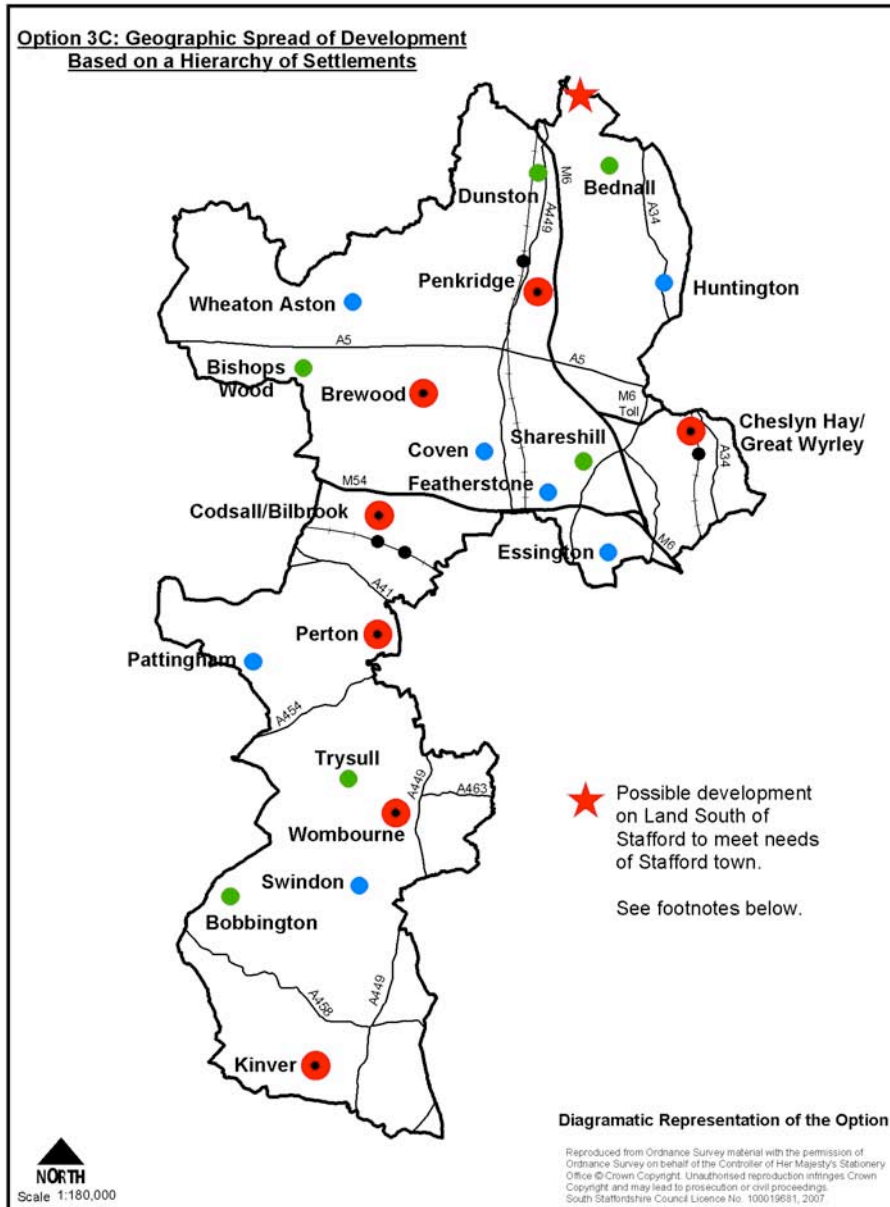 Option 3C: Geographic Spread of Development
Based on a Hierarchy of Settlements
Dunston
M6
A449
Bednall
A34
Penkridge
Huntington
Wheaton Aston
A5
A5
Bishops
Wood
Brewood
M6
Toll
Cheslyn Hay/
Great Wyrley
Coven
Shareshill
A34
Featherstone
M54
Codsall/Bilbrook
Essington
M6
A41
Perton
Pattingham
A454
Trysull
A449
A463
Wombourne
Possible development
on Land South of
Stafford to meet needs
of Stafford town.
See footnotes below.
Swindon
Bobbington
A458
A449
Kinver
Diagramatic Representation of the Option
NORTH
Scale 1:180,000
Reproduced from Ordnance Survey material with the permission of
Ordnance Survey on behalf of the Controller of Her Majesty's Stationery
Office © Crown Copyright. Unauthorised reproduction infringes Crown
Copyright and may lead to prosecution or civil proceedings.
South Staffordshire Council Licence No. 100019681, 2007.